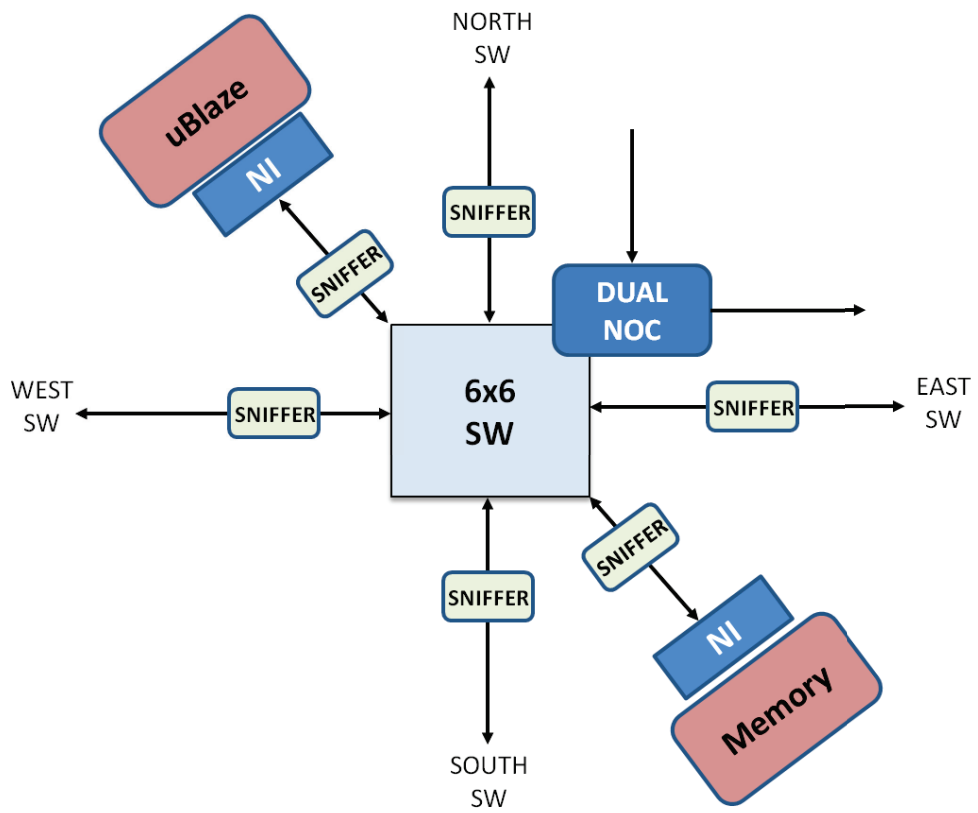 NORTH
SW
uBlaze
NI
SNIFFER
SNIFFER
DUAL
NOC
WEST
SW
SNIFFER
6x6
SW
SNIFFER
EAST
SW
SNIFFER
SNIFFER
NI
Memory
SOUTH
SW